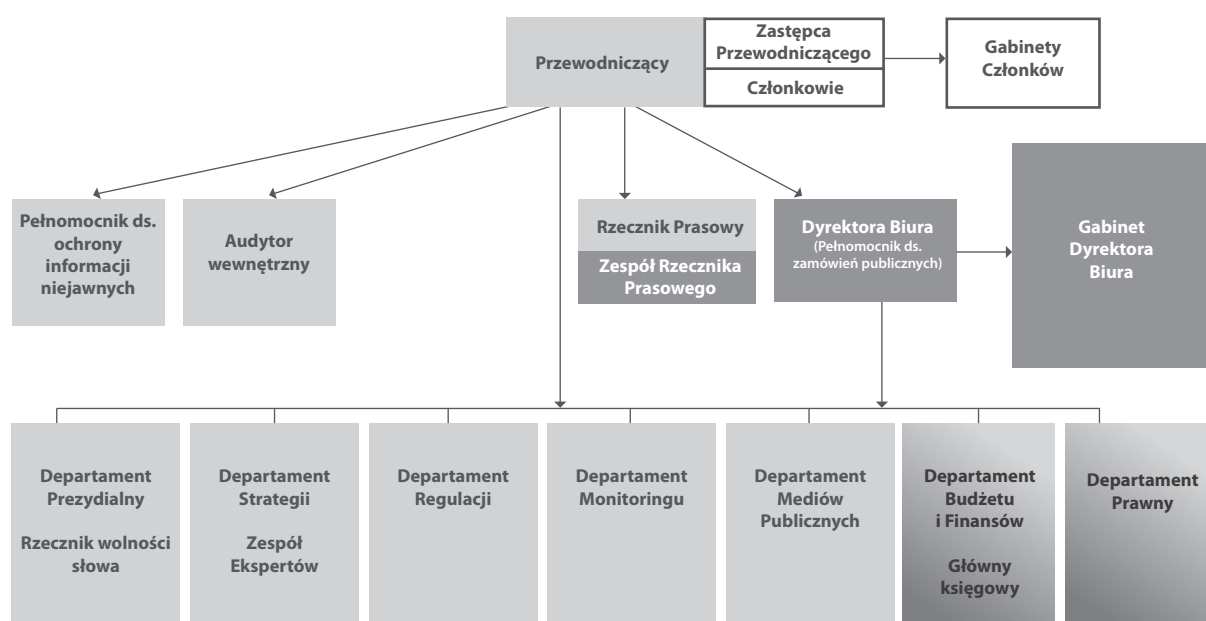 Przewodniczący
Zastępca
Przewodniczącego
Członkowie
Gabinety
Członków
Pełnomocnik ds.
ochrony
informacji
niejawnych
Audytor
wewnętrzny
Rzecznik Prasowy
Zespół Rzecznika
Prasowego
Dyrektora Biura
(Pełnomocnik ds.
zamówień publicznych)
Gabinet
Dyrektora
Biura
Departament
Prezydialny
Rzecznik wolności
słowa
Departament
Strategii
Zespół
Ekspertów
Departament
Regulacji
Departament
Monitoringu
Departament
Mediów
Publicznych
Departament
Budżetu
i Finansów
Główny
księgowy
Departament
Prawny